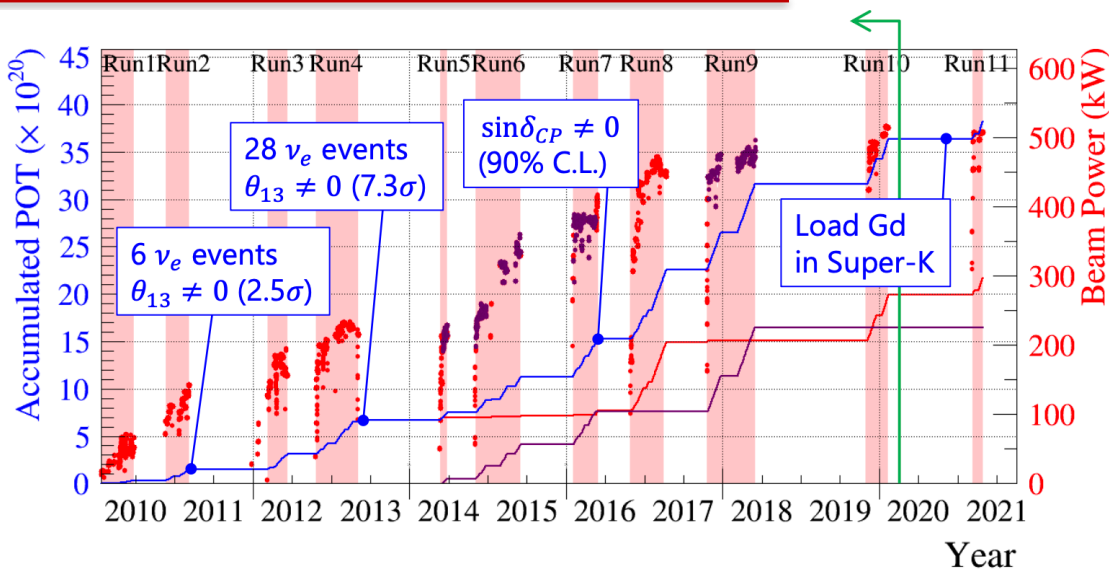 Run1 Run2 Run3 Run4 Run5 Run6 Run7 Run8 Run9 Run10 Run11
Accumulated POT (× 10²⁰)
45
40
35
30
25
20
15
10
5
0
6 νₑ events
θ₁₃ ≠ 0 (2.5σ)
28 νₑ events
θ₁₃ ≠ 0 (7.3σ)
sinδ_CP ≠ 0
(90% C.L.)
Load Gd
in Super-K
600
500
400
300
200
100
0
Beam Power (kW)
2010 2011 2012 2013 2014 2015 2016 2017 2018 2019 2020 2021
Year